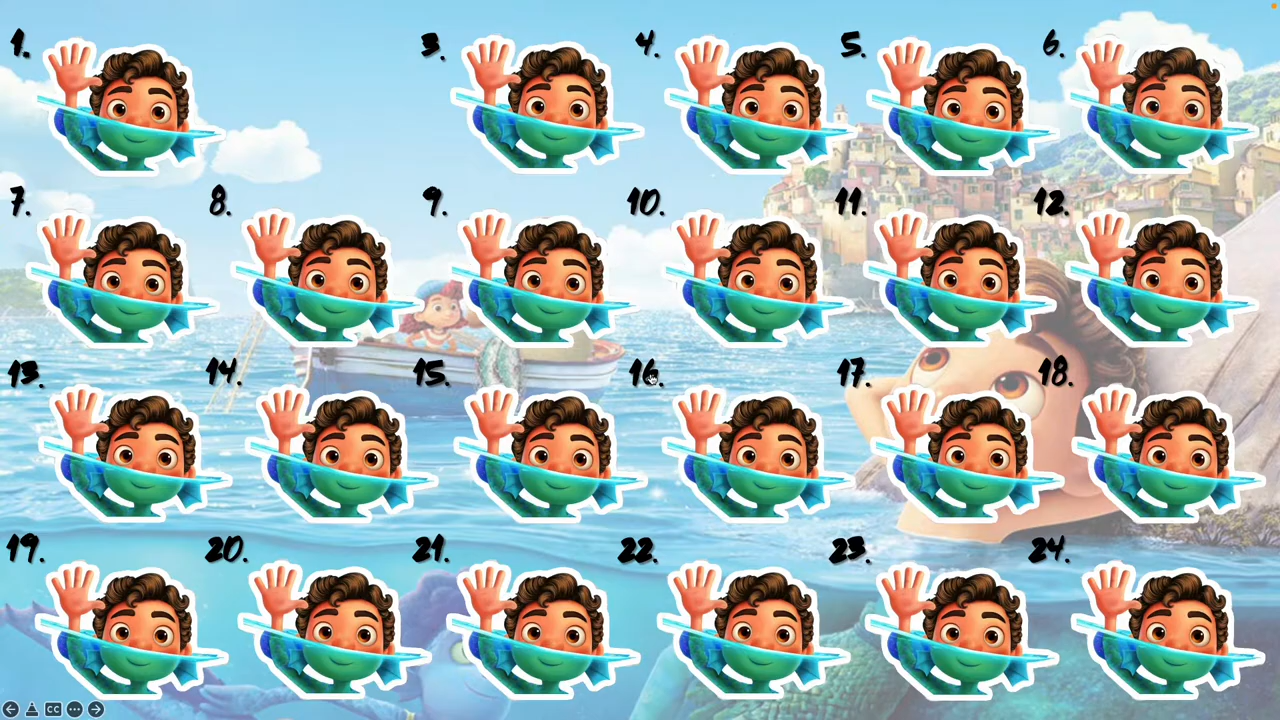 1. 3. 4. 5. 6.
7. 8. 9. 10. 11. 12.
13. 14. 15. 16. 17. 18.
19. 20. 21. 22. 23. 24.
CC